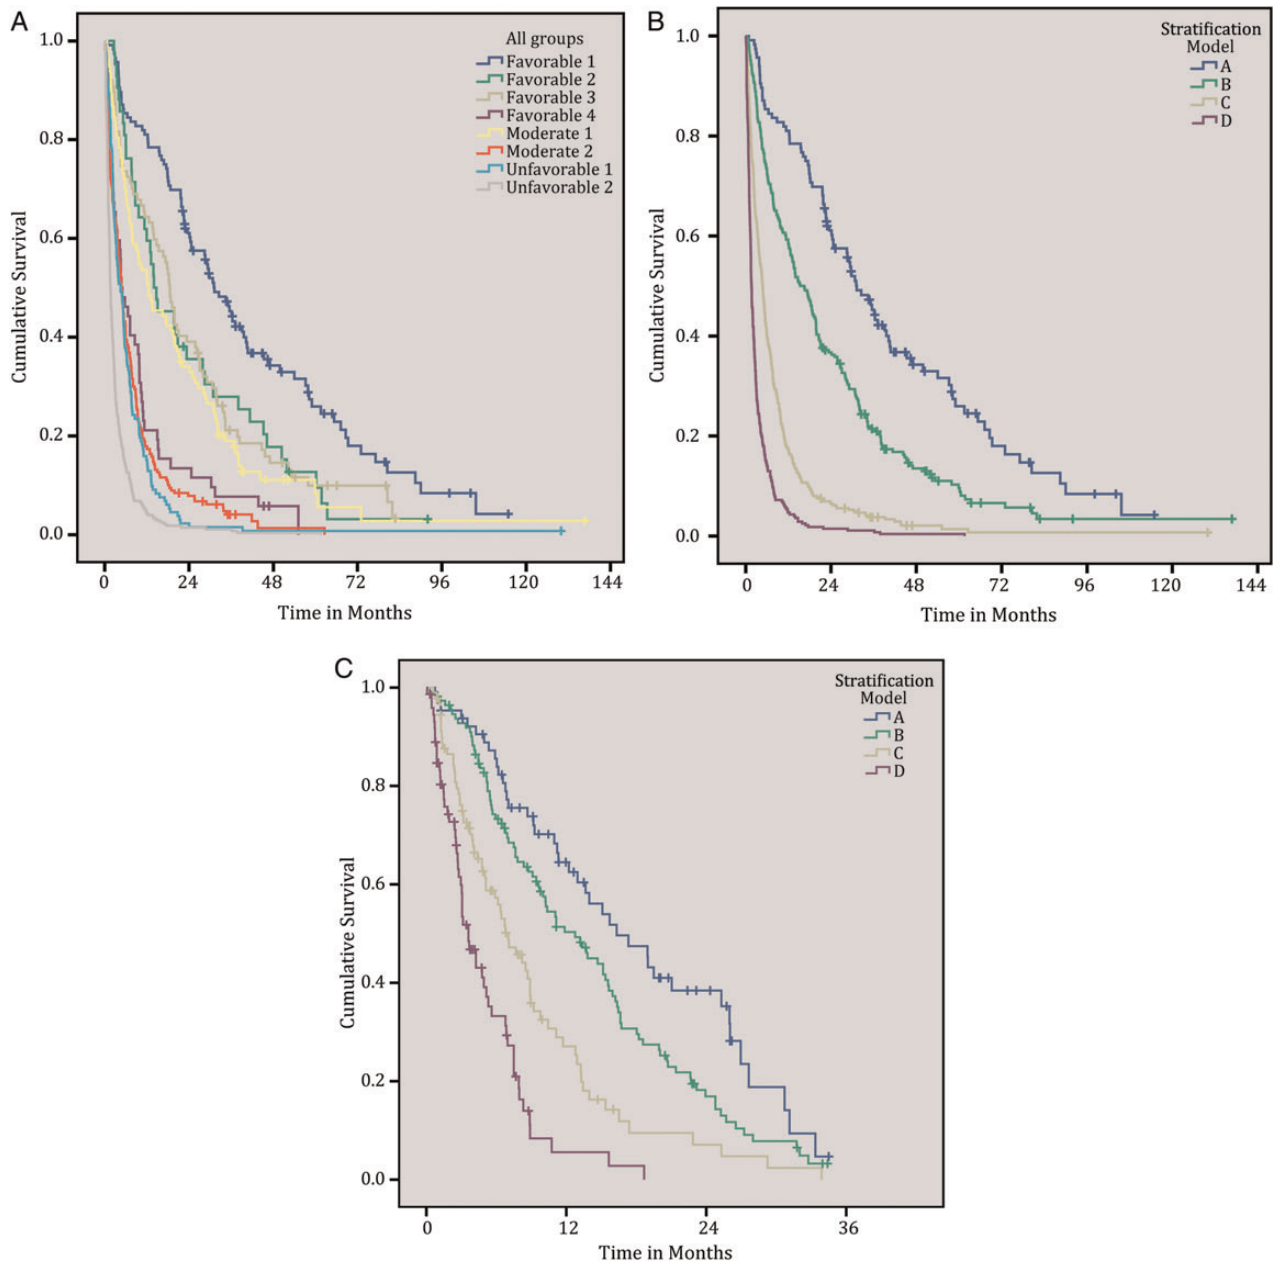 A
All groups
Favorable 1
Favorable 2
Favorable 3
Favorable 4
Moderate 1
Moderate 2
Unfavorable 1
Unfavorable 2
1.0
0.8
0.6
0.4
0.2
0.0
Cumulative Survival
0 24 48 72 96 120 144
Time in Months
B
Stratification
Model
A
B
C
D
1.0
0.8
0.6
0.4
0.2
0.0
Cumulative Survival
0 24 48 72 96 120 144
Time in Months
C
Stratification
Model
A
B
C
D
1.0
0.8
0.6
0.4
0.2
0.0
Cumulative Survival
0 12 24 36
Time in Months